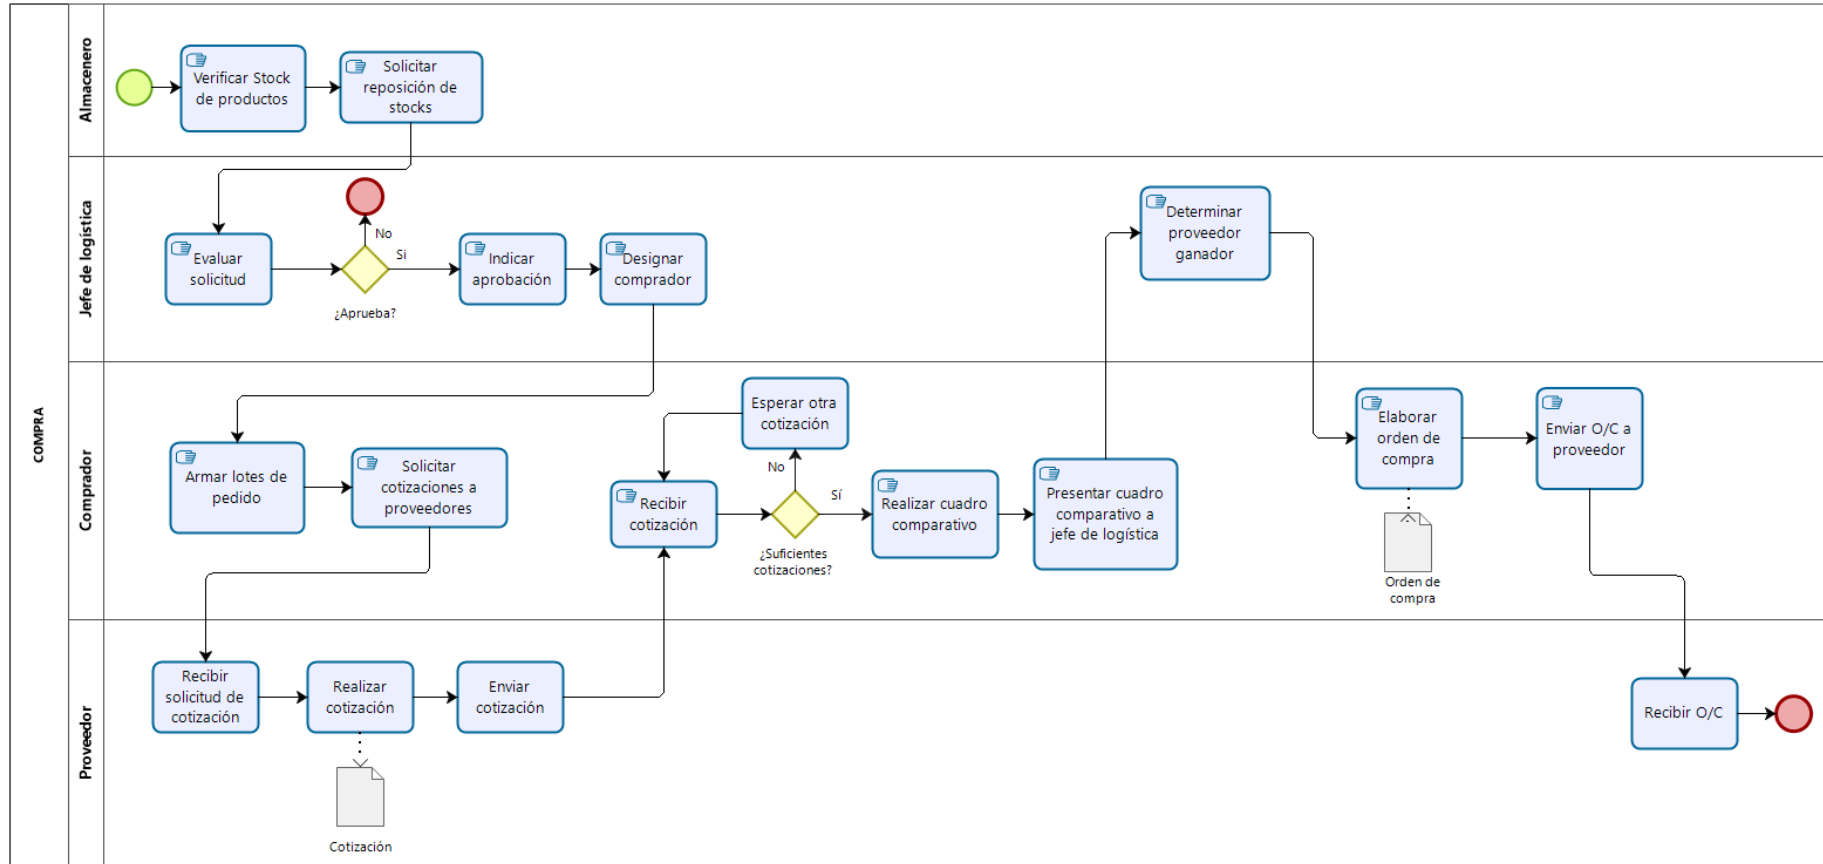 COMPRA
Almacenero
Verificar Stock
de productos
Solicitar
reposición de
stocks
Jefe de logística
Evaluar
solicitud
No
Si
¿Aprueba?
Indicar
aprobación
Designar
comprador
Determinar
proveedor
ganador
Comprador
Armar lotes de
pedido
Solicitar
cotizaciones a
proveedores
Recibir
cotización
Esperar otra
cotización
No
Sí
¿Suficientes
cotizaciones?
Realizar cuadro
comparativo
Presentar cuadro
comparativo a
jefe de logística
Elaborar
orden de
compra
Orden de
compra
Enviar O/C a
proveedor
Proveedor
Recibir
solicitud de
cotización
Realizar
cotización
Cotización
Enviar
cotización
Recibir O/C